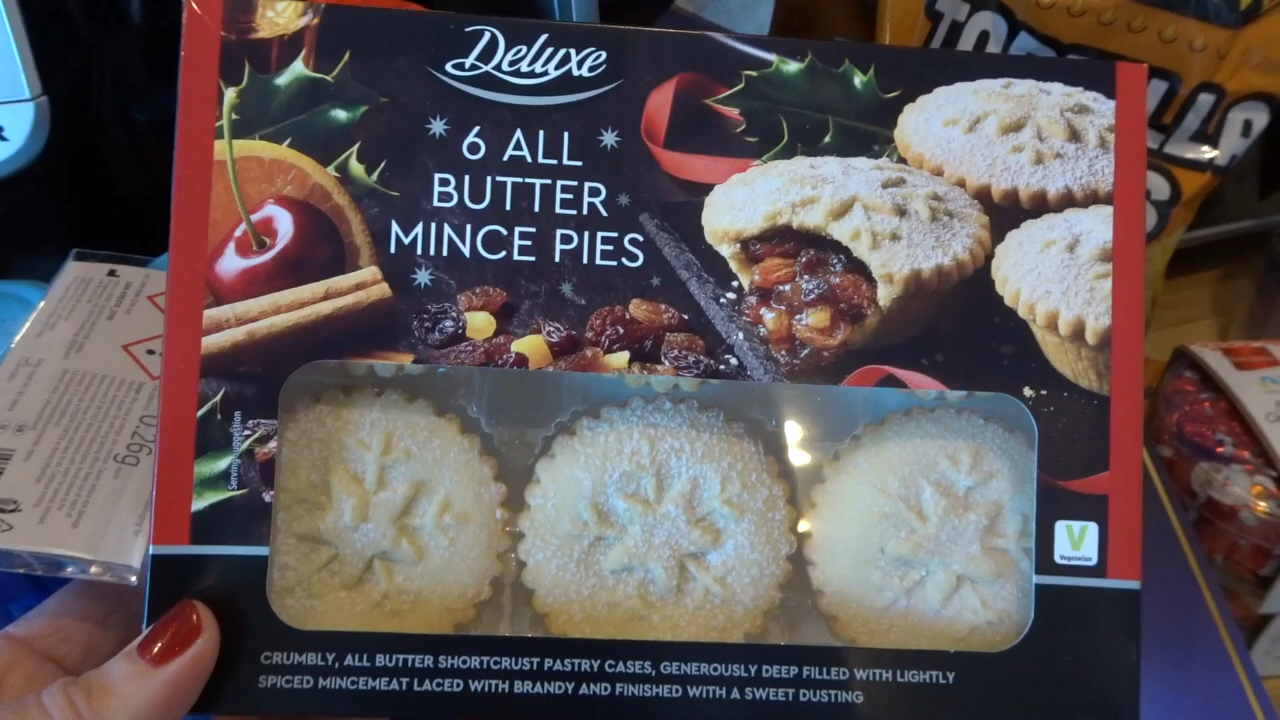 Deluxe
6 ALL
BUTTER
MINCE PIES
Serving suggestion
V
Vegetarian
CRUMBLY, ALL BUTTER SHORTCRUST PASTRY CASES, GENEROUSLY DEEP FILLED WITH LIGHTLY
SPICED MINCEMEAT LACED WITH BRANDY AND FINISHED WITH A SWEET DUSTING
0.26g